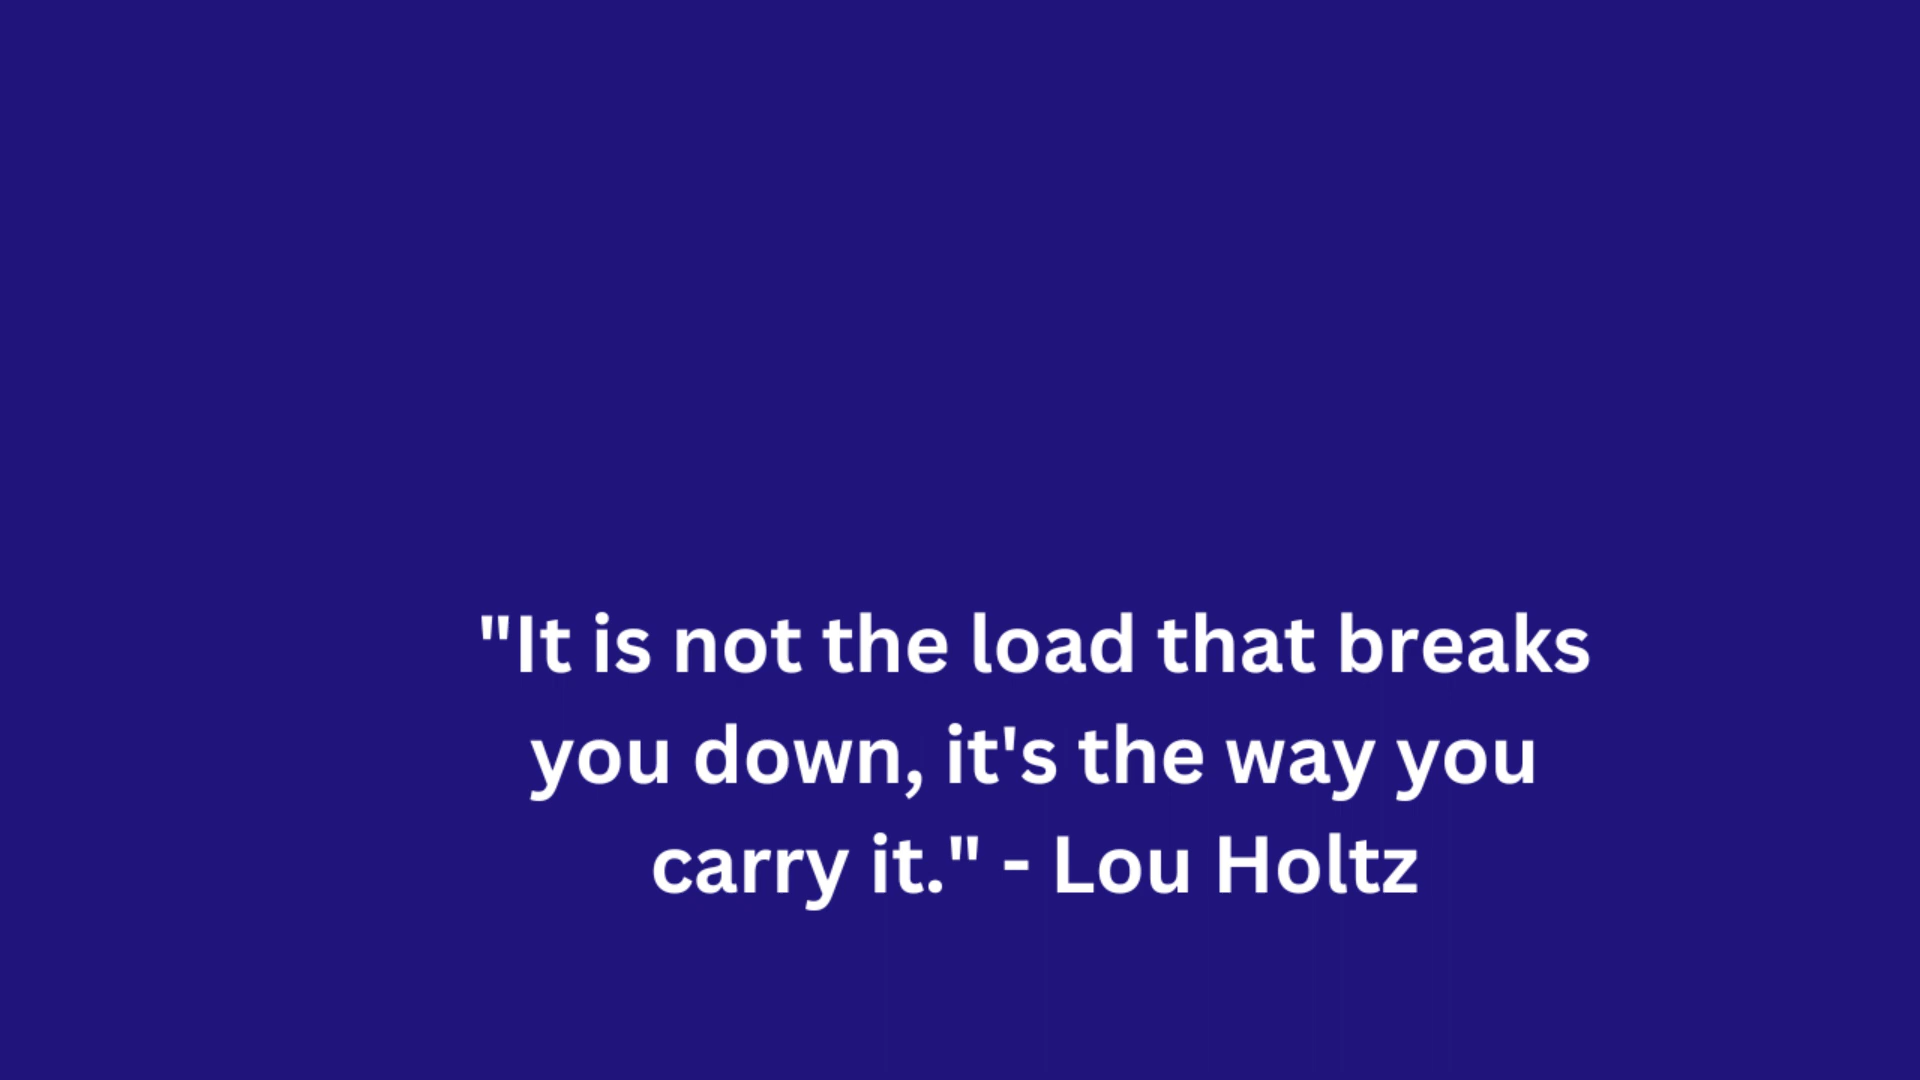 "It is not the load that breaks
you down, it's the way you
carry it." - Lou Holtz